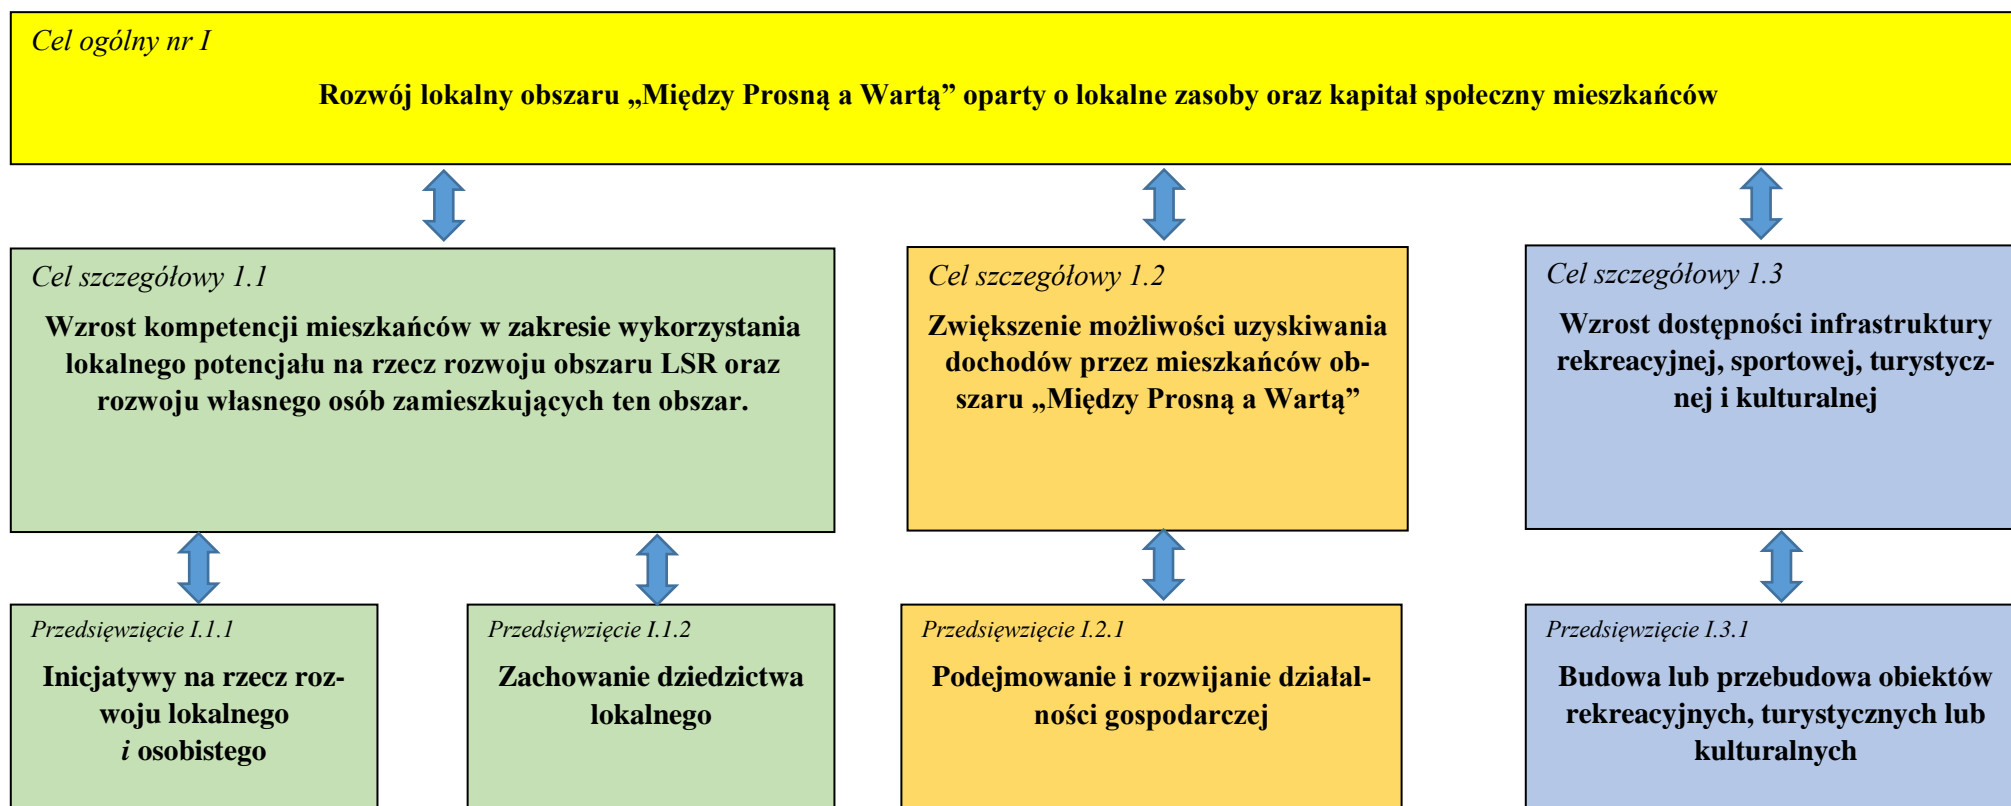 Cel ogólny nr I
Rozwój lokalny obszaru „Między Prosną a Wartą” oparty o lokalne zasoby oraz kapitał społeczny mieszkańców
Cel szczegółowy 1.1
Wzrost kompetencji mieszkańców w zakresie wykorzystania
lokalnego potencjału na rzecz rozwoju obszaru LSR oraz
rozwoju własnego osób zamieszkujących ten obszar.
Cel szczegółowy 1.2
Zwiększenie możliwości uzyskiwania
dochodów przez mieszkańców ob-
szaru „Między Prosną a Wartą”
Cel szczegółowy 1.3
Wzrost dostępności infrastruktury
rekreacyjnej, sportowej, turystycz-
nej i kulturalnej
Przedsięwzięcie I.1.1
Inicjatywy na rzecz roz-
woju lokalnego
i osobistego
Przedsięwzięcie I.1.2
Zachowanie dziedzictwa
lokalnego
Przedsięwzięcie I.2.1
Podejmowanie i rozwijanie działal-
ności gospodarczej
Przedsięwzięcie I.3.1
Budowa lub przebudowa obiektów
rekreacyjnych, turystycznych lub
kulturalnych